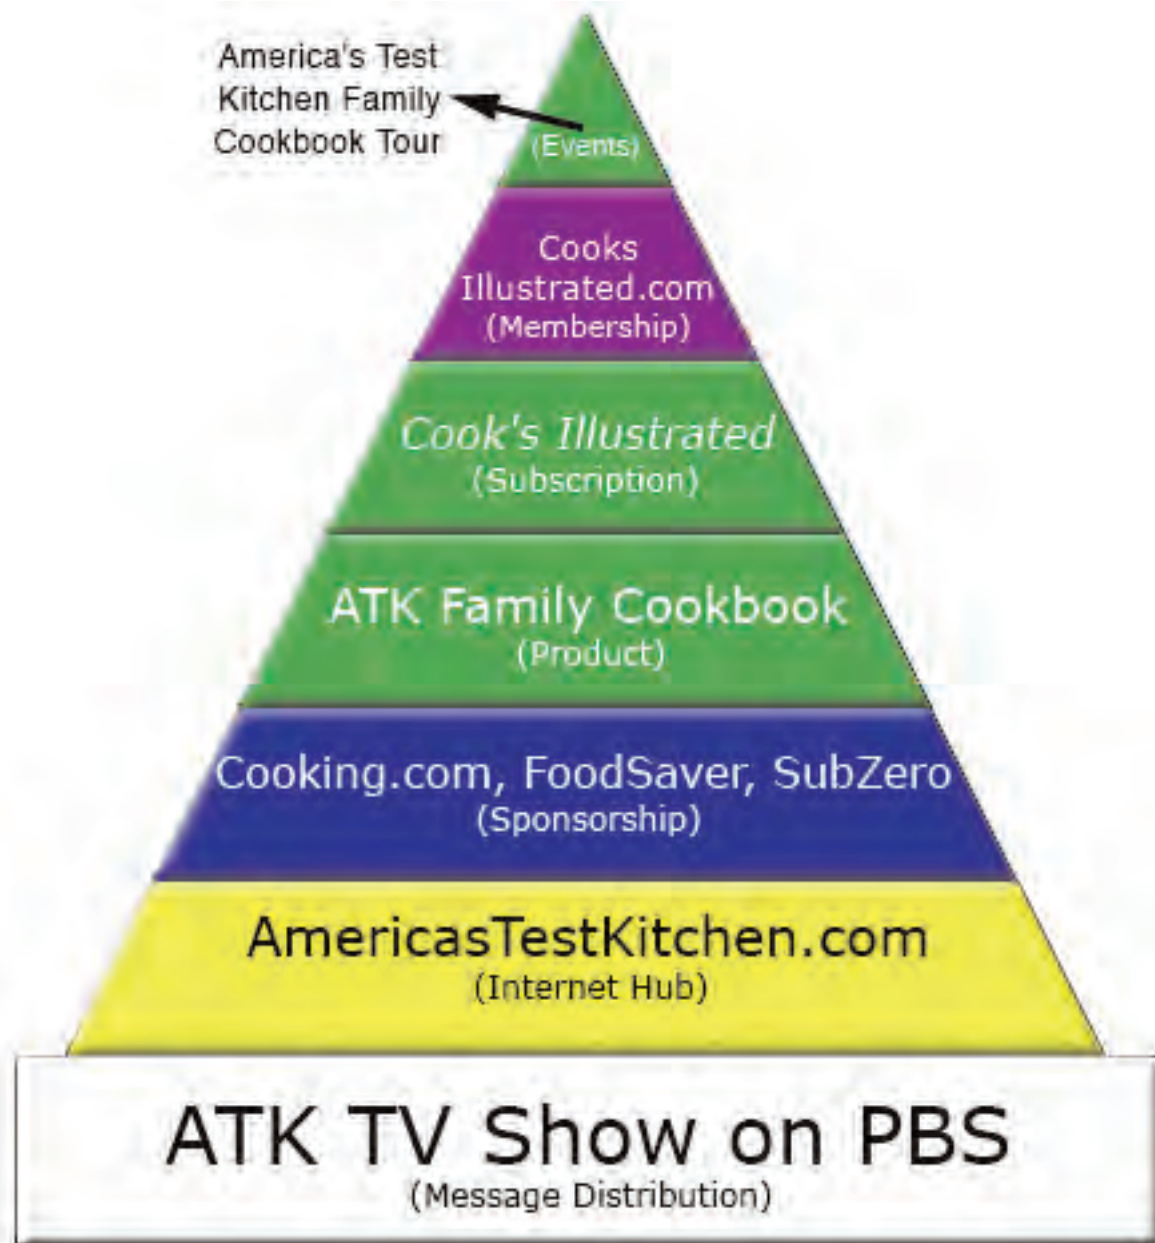 America's Test
Kitchen Family
Cookbook Tour
(Events)
Cooks
Illustrated.com
(Membership)
Cook's Illustrated
(Subscription)
ATK Family Cookbook
(Product)
Cooking.com, FoodSaver, SubZero
(Sponsorship)
AmericasTestKitchen.com
(Internet Hub)
ATK TV Show on PBS
(Message Distribution)